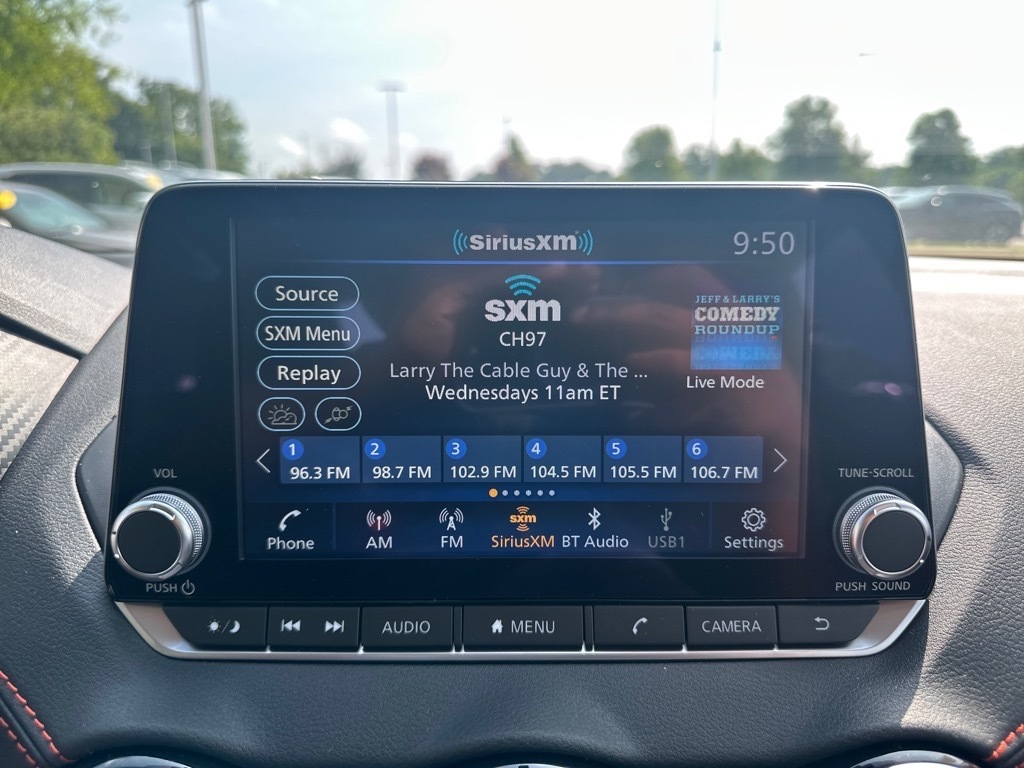 SiriusXM
9:50
Source
SXM Menu
Replay
sxm
CH97
Larry The Cable Guy & The ...
Wednesdays 11am ET
JEFF & LARRY'S
COMEDY
ROUNDUP
Live Mode
1 2 3 4 5 6
96.3 FM 98.7 FM 102.9 FM 104.5 FM 105.5 FM 106.7 FM
sxm
Phone AM FM SiriusXM BT Audio USB1 Settings
VOL
PUSH
TUNE-SCROLL
PUSH SOUND
AUDIO MENU CAMERA